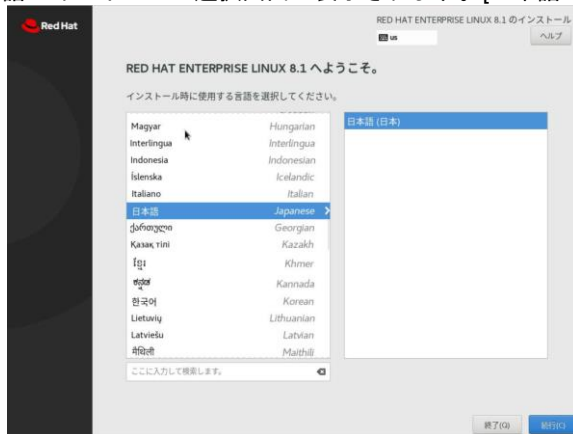 Red Hat
RED HAT ENTERPRISE LINUX 8.1 のインストール
us
ヘルプ
RED HAT ENTERPRISE LINUX 8.1 へようこそ。
インストール時に使用する言語を選択してください。
Magyar Hungarian
Interlingua Interlingua
Indonesia Indonesian
Íslenska Icelandic
Italiano Italian
日本語 Japanese
ქართული Georgian
Қазақ тілі Kazakh
ខ្មែរ Khmer
ಕನ್ನಡ Kannada
한국어 Korean
Lietuvių Lithuanian
Latviešu Latvian
मैथिली Maithili
日本語 (日本)
ここに入力して検索します。
終了(Q)
続行(C)